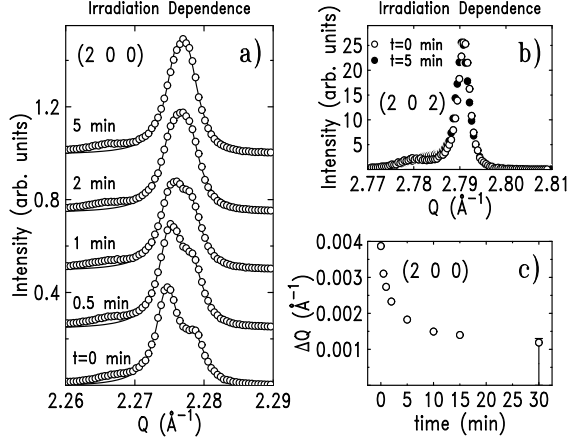 Irradiation Dependence
(2 0 0)
a)
5 min
2 min
1 min
0.5 min
t=0 min
1.2
0.8
0.4
Intensity (arb. units)
2.26 2.27 2.28 2.29
Q (Å⁻¹)
Irradiation Dependence
b)
t=0 min
t=5 min
(2 0 2)
25
20
15
10
5
Intensity (arb. units)
2.77 2.78 2.79 2.80 2.81
Q (Å⁻¹)
(2 0 0)
c)
0.004
0.003
0.002
0.001
ΔQ (Å⁻¹)
0 5 10 15 20 25 30
time (min)